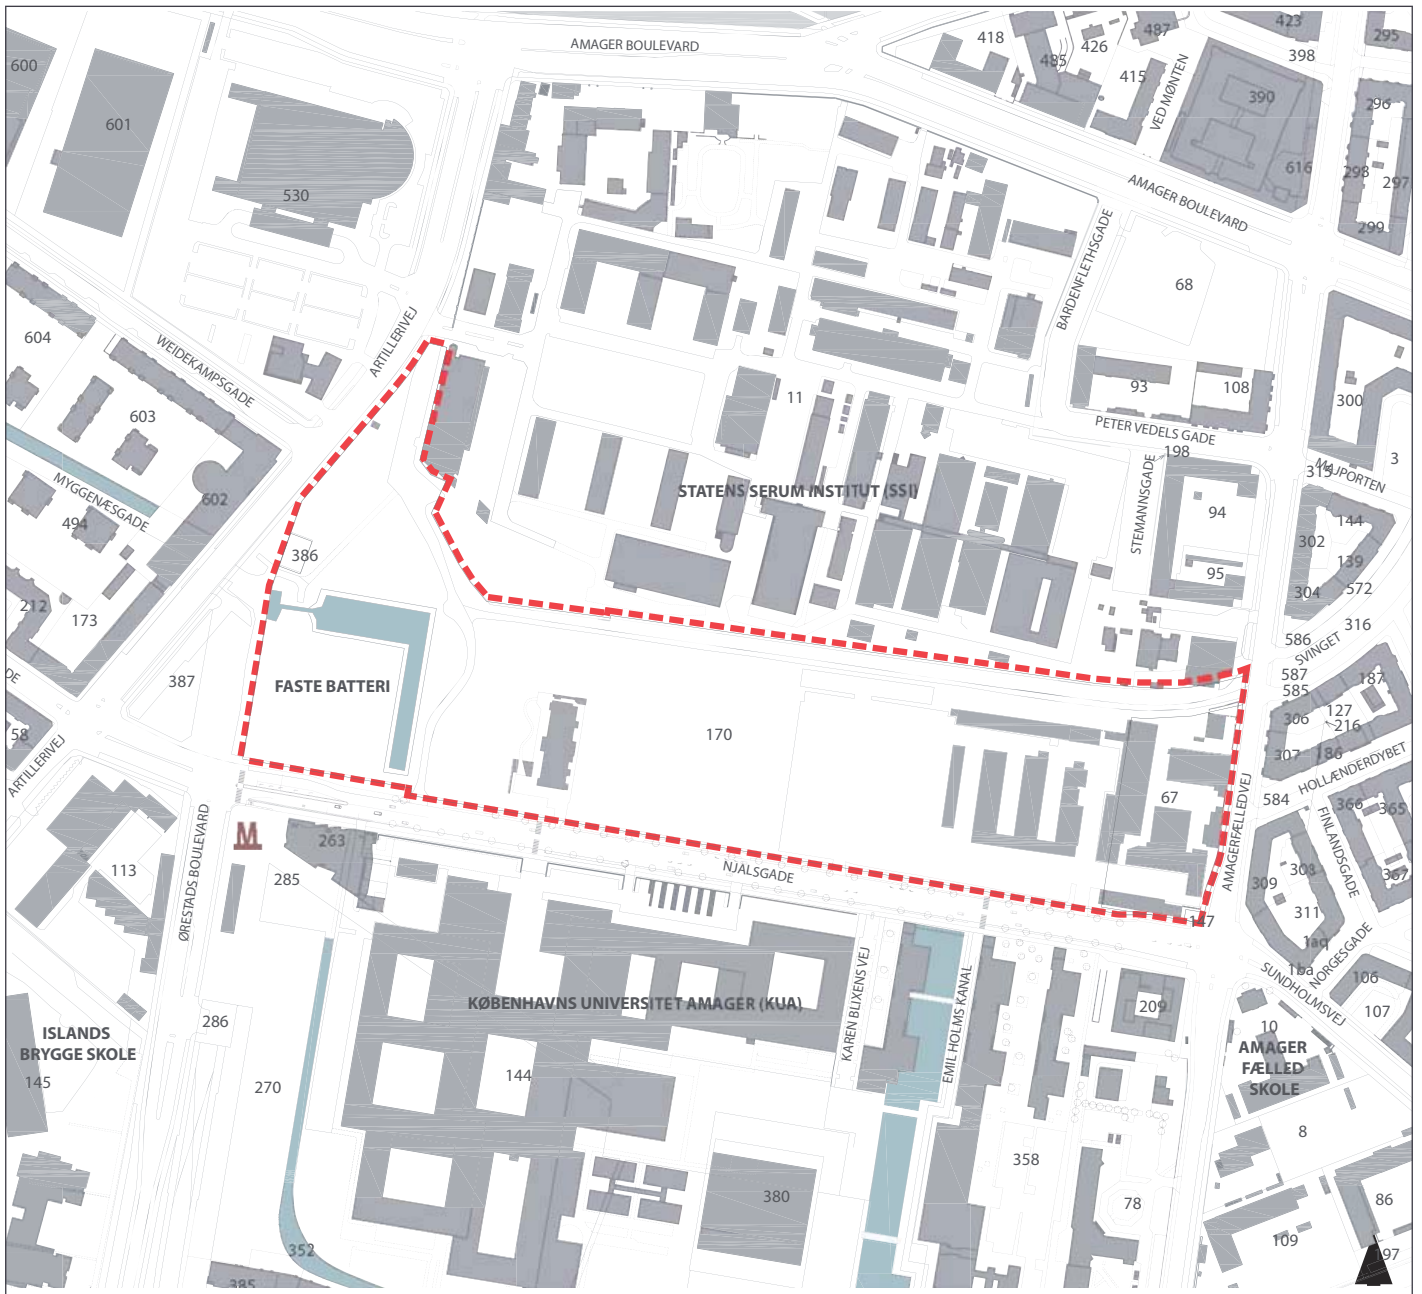 AMAGER BOULEVARD
418
426
487
423
295
485
415
398
600
601
VED MØNTEN
390
296
530
616
298
297
AMAGER BOULEVARD
299
BARDENFLETHSGADE
68
ARTILLERIVEJ
604
WEIDEKAMPSGADE
603
11
93
108
300
PETER VEDELS GADE
198
3
315
MAJPORTEN
MYGGENÆSGADE
602
STATENS SERUM INSTITUT (SSI)
STEMANNSGADE
94
144
494
302
386
139
95
304
572
212
173
316
586
SVINGET
587
585
187
387
FASTE BATTERI
127
306
216
58
170
307
186
HOLLÆNDERDYBET
ARTILLERIVEJ
67
AMAGERFÆLLEDVEJ
584
366
365
FINLANDSGADE
ØRESTADS BOULEVARD
M
263
113
285
NJALSGADE
303
367
309
311
147
1aq
1ba
NORGESGADE
SUNDHOLMSVEJ
106
KAREN BLIXENS VEJ
EMIL HOLMS KANAL
KØBENHAVNS UNIVERSITET AMAGER (KUA)
209
107
286
10
ISLANDS
BRYGGE SKOLE
AMAGER
FÆLLED
SKOLE
145
270
144
8
358
380
78
86
352
109
197
385